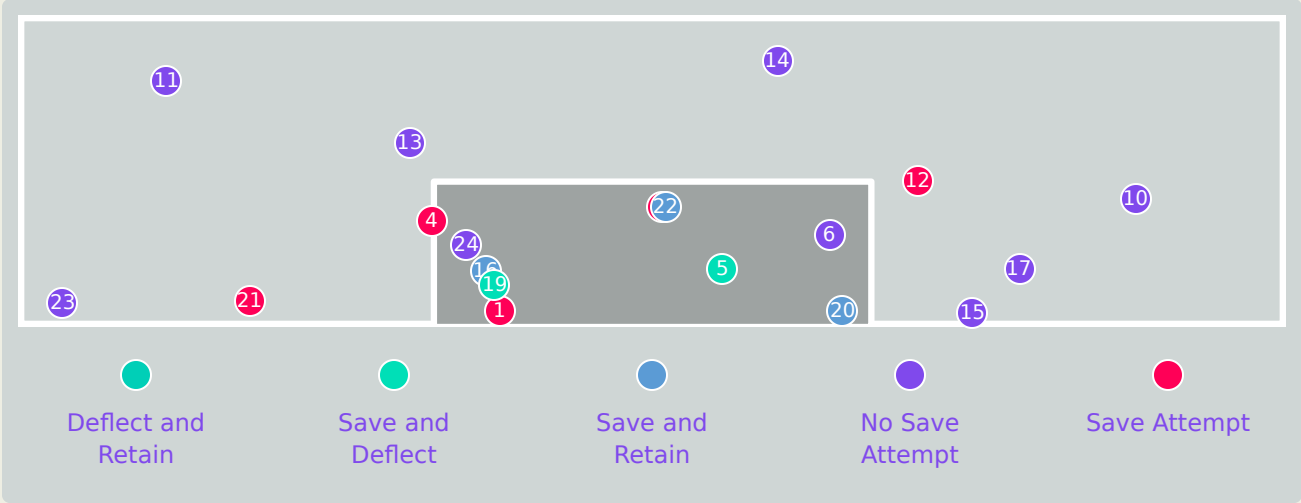 14
11
13
12
10
22
4
6
24
5
17
16
19
23
21
1
20
15
Deflect and
Retain
Save and
Deflect
Save and
Retain
No Save
Attempt
Save Attempt